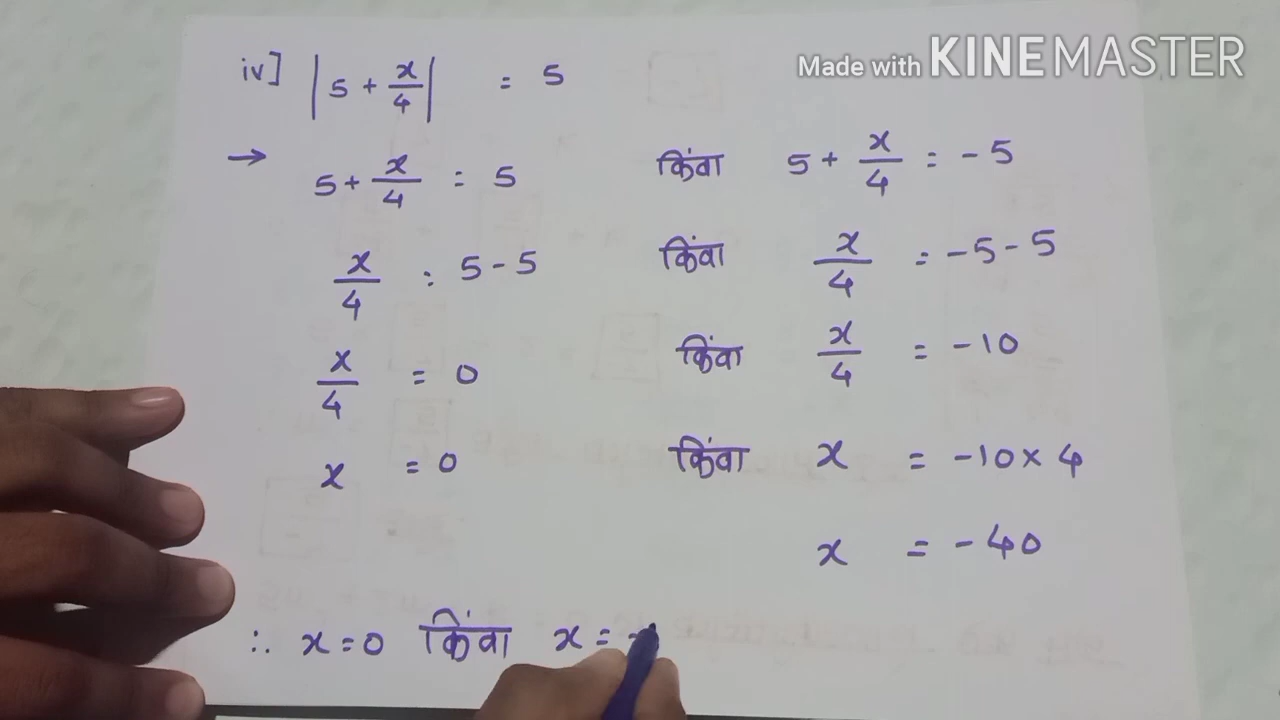 Made with KINEMASTER
iv] |5 + x/4| = 5
→ 5 + x/4 = 5 किंवा 5 + x/4 = -5
x/4 = 5 - 5 किंवा x/4 = -5 - 5
x/4 = 0 किंवा x/4 = -10
x = 0 किंवा x = -10 × 4
x = -40
∴ x = 0 किंवा x = -